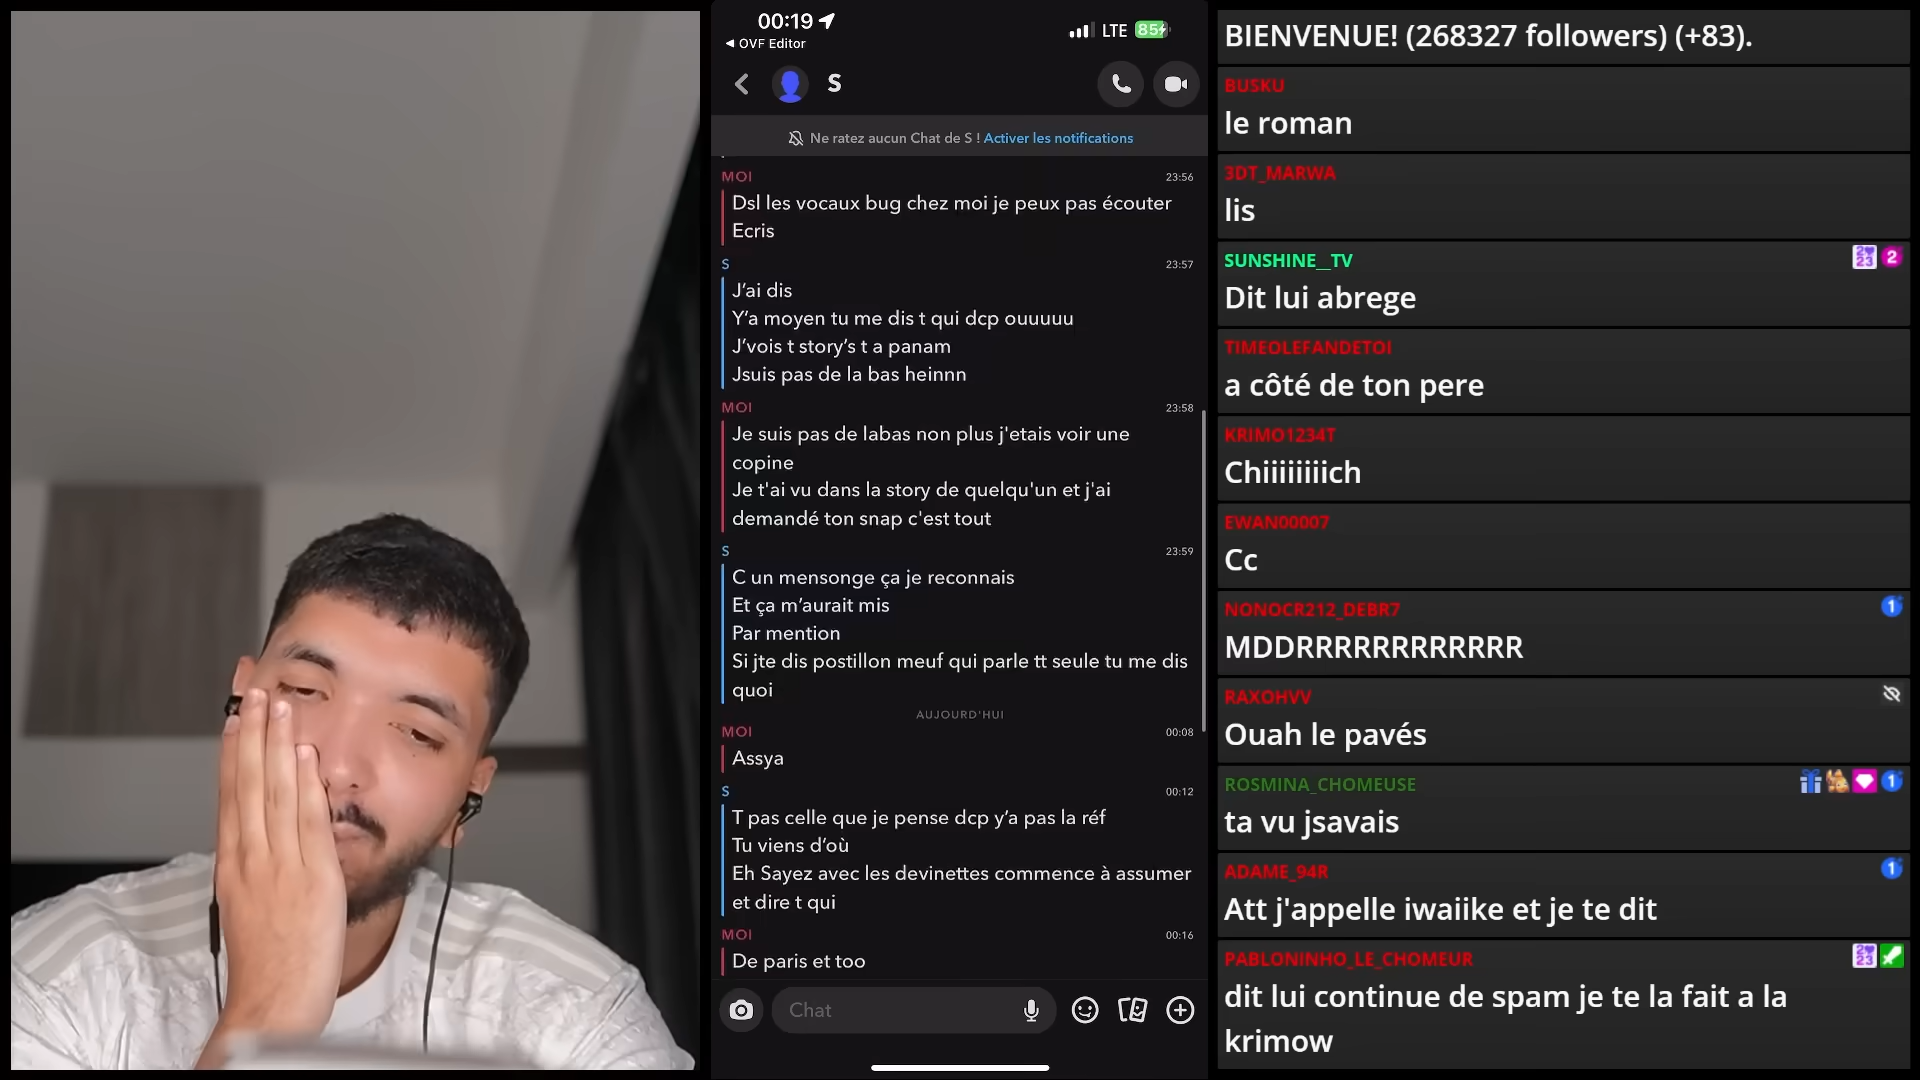 00:19
LTE 85
◄ OVF Editor
S
Ne ratez aucun Chat de S ! Activer les notifications
MOI 23:56
Dsl les vocaux bug chez moi je peux pas écouter
Ecris
S 23:57
J’ai dis
Y’a moyen tu me dis t qui dcp ouuuuu
J’vois t story’s t a panam
Jsuis pas de la bas heinnn
MOI 23:58
Je suis pas de labas non plus j'etais voir une
copine
Je t'ai vu dans la story de quelqu'un et j'ai
demandé ton snap c'est tout
S 23:59
C un mensonge ça je reconnais
Et ça m’aurait mis
Par mention
Si jte dis postillon meuf qui parle tt seule tu me dis
quoi
AUJOURD'HUI
MOI 00:08
Assya
S 00:12
T pas celle que je pense dcp y’a pas la réf
Tu viens d’où
Eh Sayez avec les devinettes commence à assumer
et dire t qui
MOI 00:16
De paris et too
Chat
BIENVENUE! (268327 followers) (+83).
BUSKU
le roman
3DT_MARWA
lis
SUNSHINE__TV 2 23 2
Dit lui abrege
TIMEOLEFANDETOI
a côté de ton pere
KRIMO1234T
Chiiiiiiiich
EWAN00007
Cc
NONOCR212_DEBR7 1
MDDRRRRRRRRRRRR
RAXOHVV
Ouah le pavés
ROSMINA_CHOMEUSE 1
ta vu jsavais
ADAME_94R 1
Att j'appelle iwaiike et je te dit
PABLONINHO_LE_CHOMEUR 2 23
dit lui continue de spam je te la fait a la
krimow